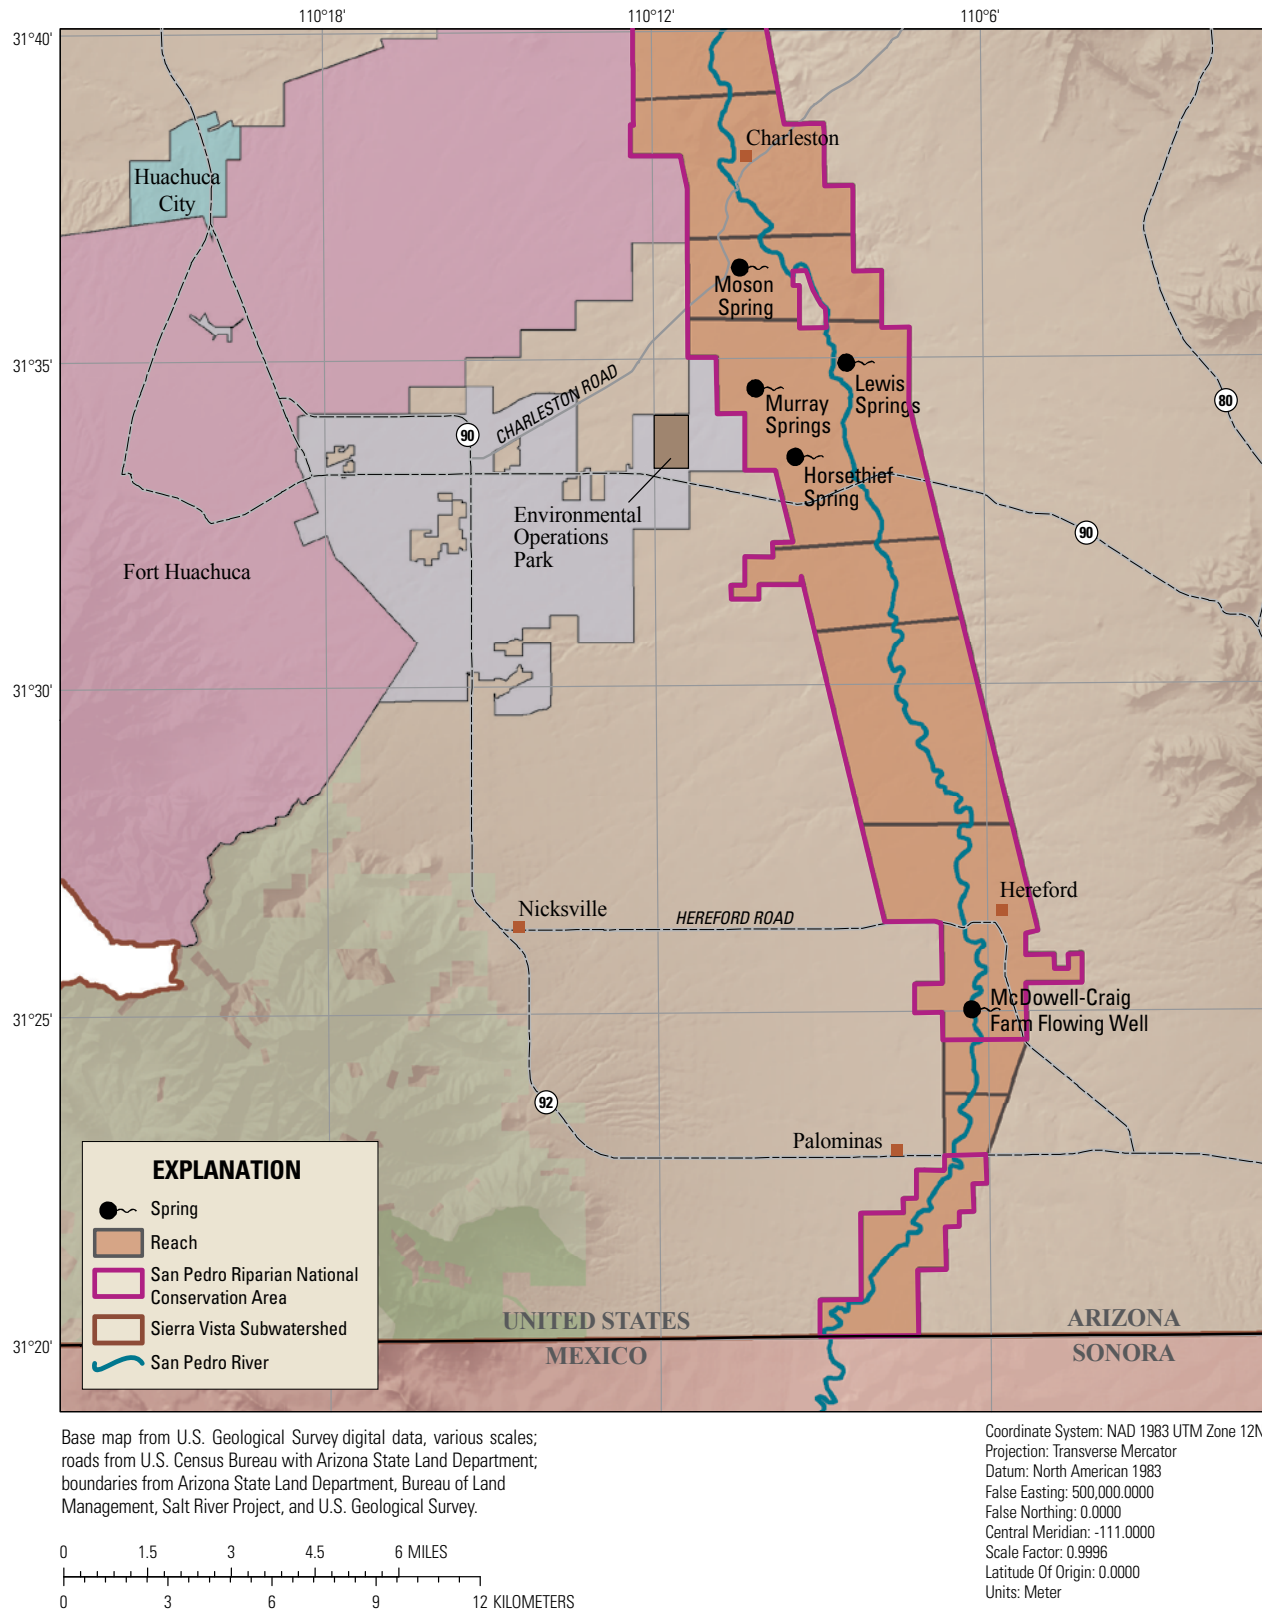 110°18'
110°12'
110°6'
31°40'
Charleston
Huachuca
City
Moson
Spring
31°35'
Lewis
Springs
CHARLESTON ROAD
Murray
Springs
80
90
Horsethief
Spring
Environmental
Operations
Park
90
Fort Huachuca
31°30'
Hereford
Nicksville
HEREFORD ROAD
McDowell-Craig
Farm Flowing Well
31°25'
92
Palominas
EXPLANATION
Spring
Reach
San Pedro Riparian National
Conservation Area
Sierra Vista Subwatershed
San Pedro River
UNITED STATES
ARIZONA
31°20'
MEXICO
SONORA
Base map from U.S. Geological Survey digital data, various scales;
roads from U.S. Census Bureau with Arizona State Land Department;
boundaries from Arizona State Land Department, Bureau of Land
Management, Salt River Project, and U.S. Geological Survey.
Coordinate System: NAD 1983 UTM Zone 12N
Projection: Transverse Mercator
Datum: North American 1983
False Easting: 500,000.0000
False Northing: 0.0000
Central Meridian: -111.0000
Scale Factor: 0.9996
Latitude Of Origin: 0.0000
Units: Meter
0 1.5 3 4.5 6 MILES
0 3 6 9 12 KILOMETERS